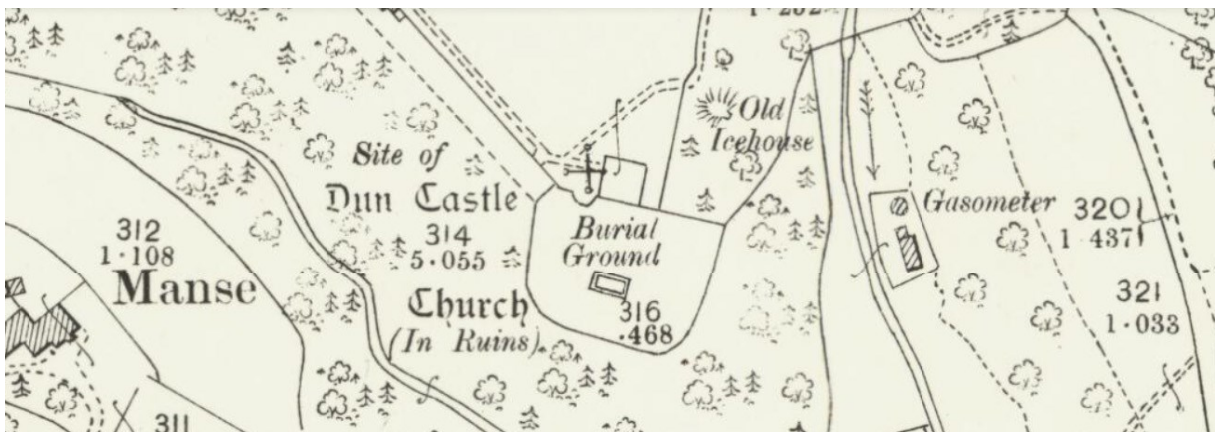 Old
Icehouse
Site of
Dun Castle
314
5·055
Church
(In Ruins)
Burial
Ground
316
·468
312
1·108
Manse
311
Gasometer
320
1·437
321
1·033